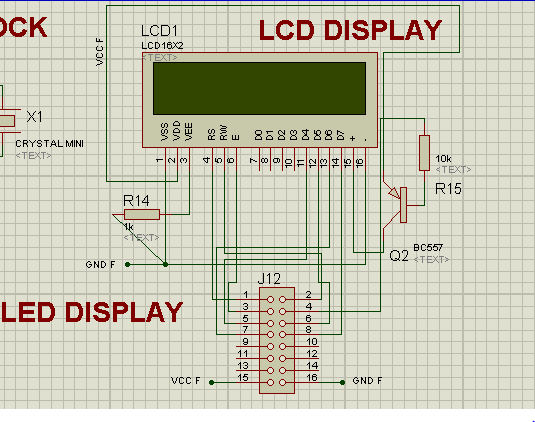 OCK
LCD DISPLAY
LCD1
LCD16X2
<TEXT>
VCC F
X1
CRYSTAL MINI
<TEXT>
VSS
VDD
VEE
RS
RW
E
D0
D1
D2
D3
D4
D5
D6
D7
+
-
1
2
3
4
5
6
7
8
9
10
11
12
13
14
15
16
10k
<TEXT>
R15
R14
1k
<TEXT>
GND F
Q2
BC557
<TEXT>
J12
LED DISPLAY
1 2
3 4
5 6
7 8
9 10
11 12
13 14
15 16
VCC F
GND F